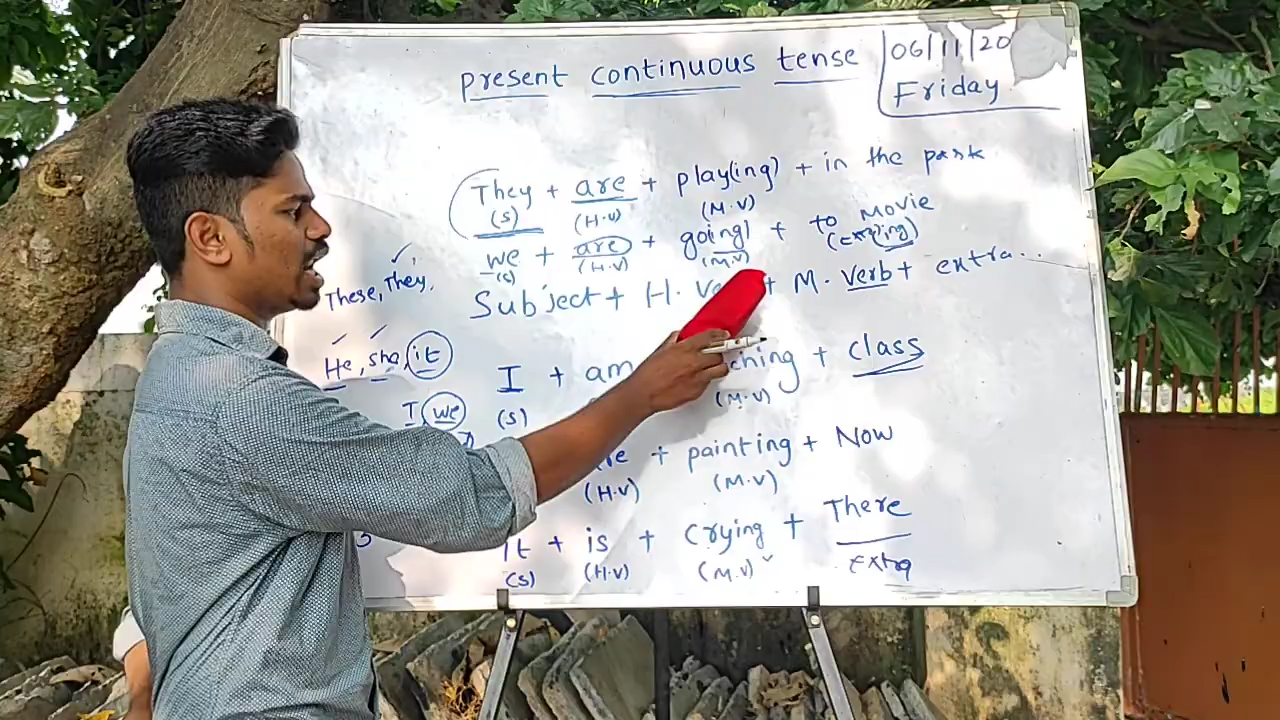 present continuous tense
06/11/20
Friday
They + are + play(ing) + in the park
(S) (H.V) (M.V)
we + are + going) + to movie
(S) (H.V) (M.V)
Subject + H. + M. Verb + extra..
These, They,
He, she, it
I + am + class
(S) (M.V)
I, we
+ painting + Now
(H.V) (M.V)
it + is + crying + There
(S) (H.V) (M.V) Extra